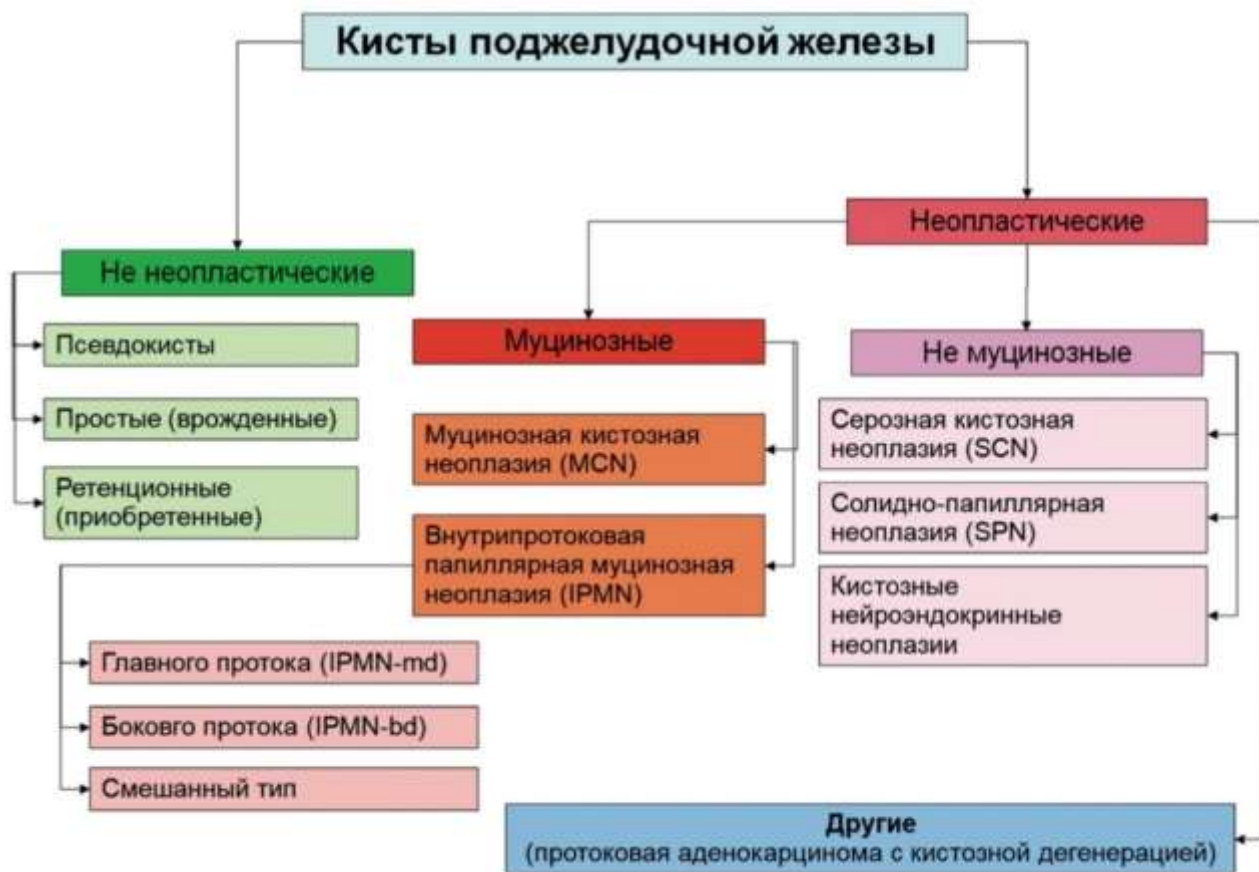 Кисты поджелудочной железы
Неопластические
Не неопластические
Псевдокисты
Простые (врожденные)
Ретенционные
(приобретенные)
Муцинозные
Муцинозная кистозная
неоплазия (MCN)
Внутрипротоковая
папиллярная муцинозная
неоплазия (IPMN)
Главного протока (IPMN-md)
Боковго протока (IPMN-bd)
Смешанный тип
Не муцинозные
Серозная кистозная
неоплазия (SCN)
Солидно-папиллярная
неоплазия (SPN)
Кистозные
нейроэндокринные
неоплазии
Другие
(протоковая аденокарцинома с кистозной дегенерацией)